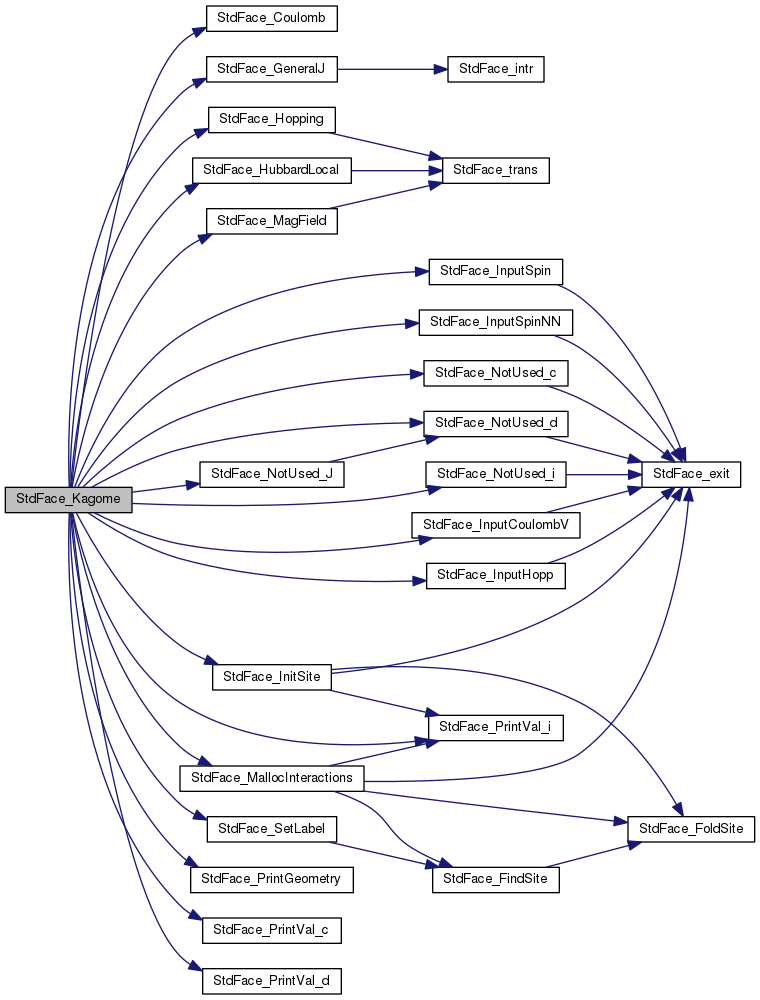 StdFace_Coulomb
StdFace_GeneralJ
StdFace_intr
StdFace_Hopping
StdFace_HubbardLocal
StdFace_trans
StdFace_MagField
StdFace_InputSpin
StdFace_InputSpinNN
StdFace_NotUsed_c
StdFace_NotUsed_d
StdFace_NotUsed_J
StdFace_NotUsed_i
StdFace_exit
StdFace_Kagome
StdFace_InputCoulombV
StdFace_InputHopp
StdFace_InitSite
StdFace_PrintVal_i
StdFace_MallocInteractions
StdFace_SetLabel
StdFace_FoldSite
StdFace_PrintGeometry
StdFace_FindSite
StdFace_PrintVal_c
StdFace_PrintVal_d